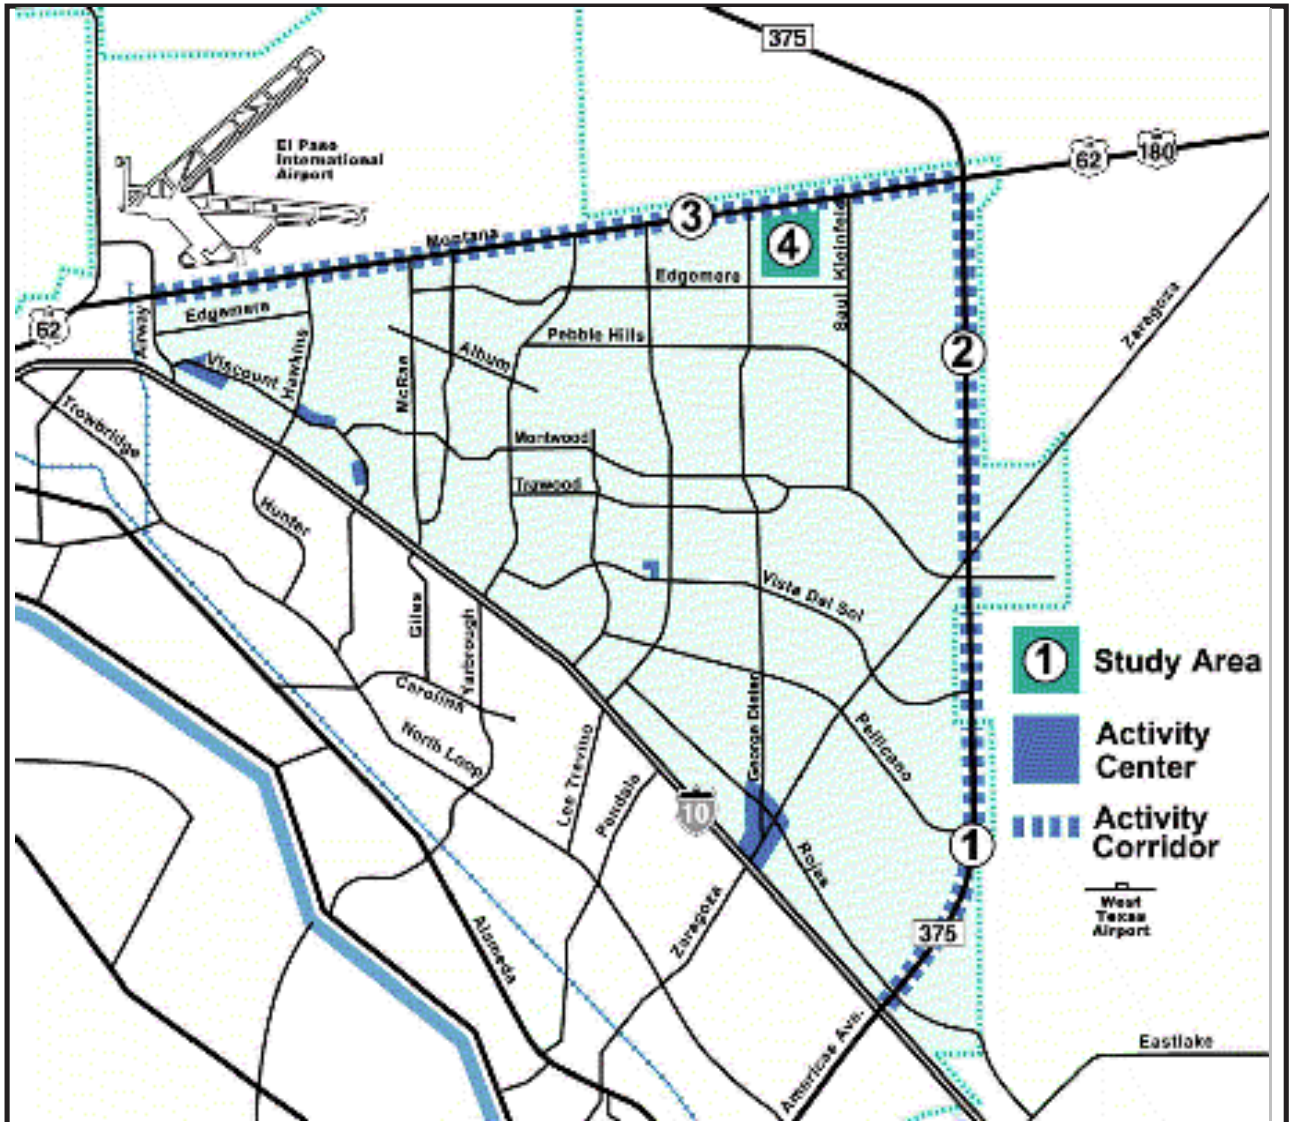 375
62
180
El Paso
International
Airport
3
4
Montana
Edgemere
Saul Kleinfeld
Zaragoza
62
Airway
Edgemere
Hawkins
Viscount
McRae
Album
Pebble Hills
2
Trowbridge
Montwood
Trawood
Hunter
Vista Del Sol
Giles
Yarbrough
Carolina
North Loop
Lee Trevino
Pendale
George Dieter
Pellicano
1
Study Area
Activity
Center
Activity
Corridor
10
1
Rojas
West
Texas
Airport
Zaragoza
375
Alameda
Americas Ave.
Eastlake